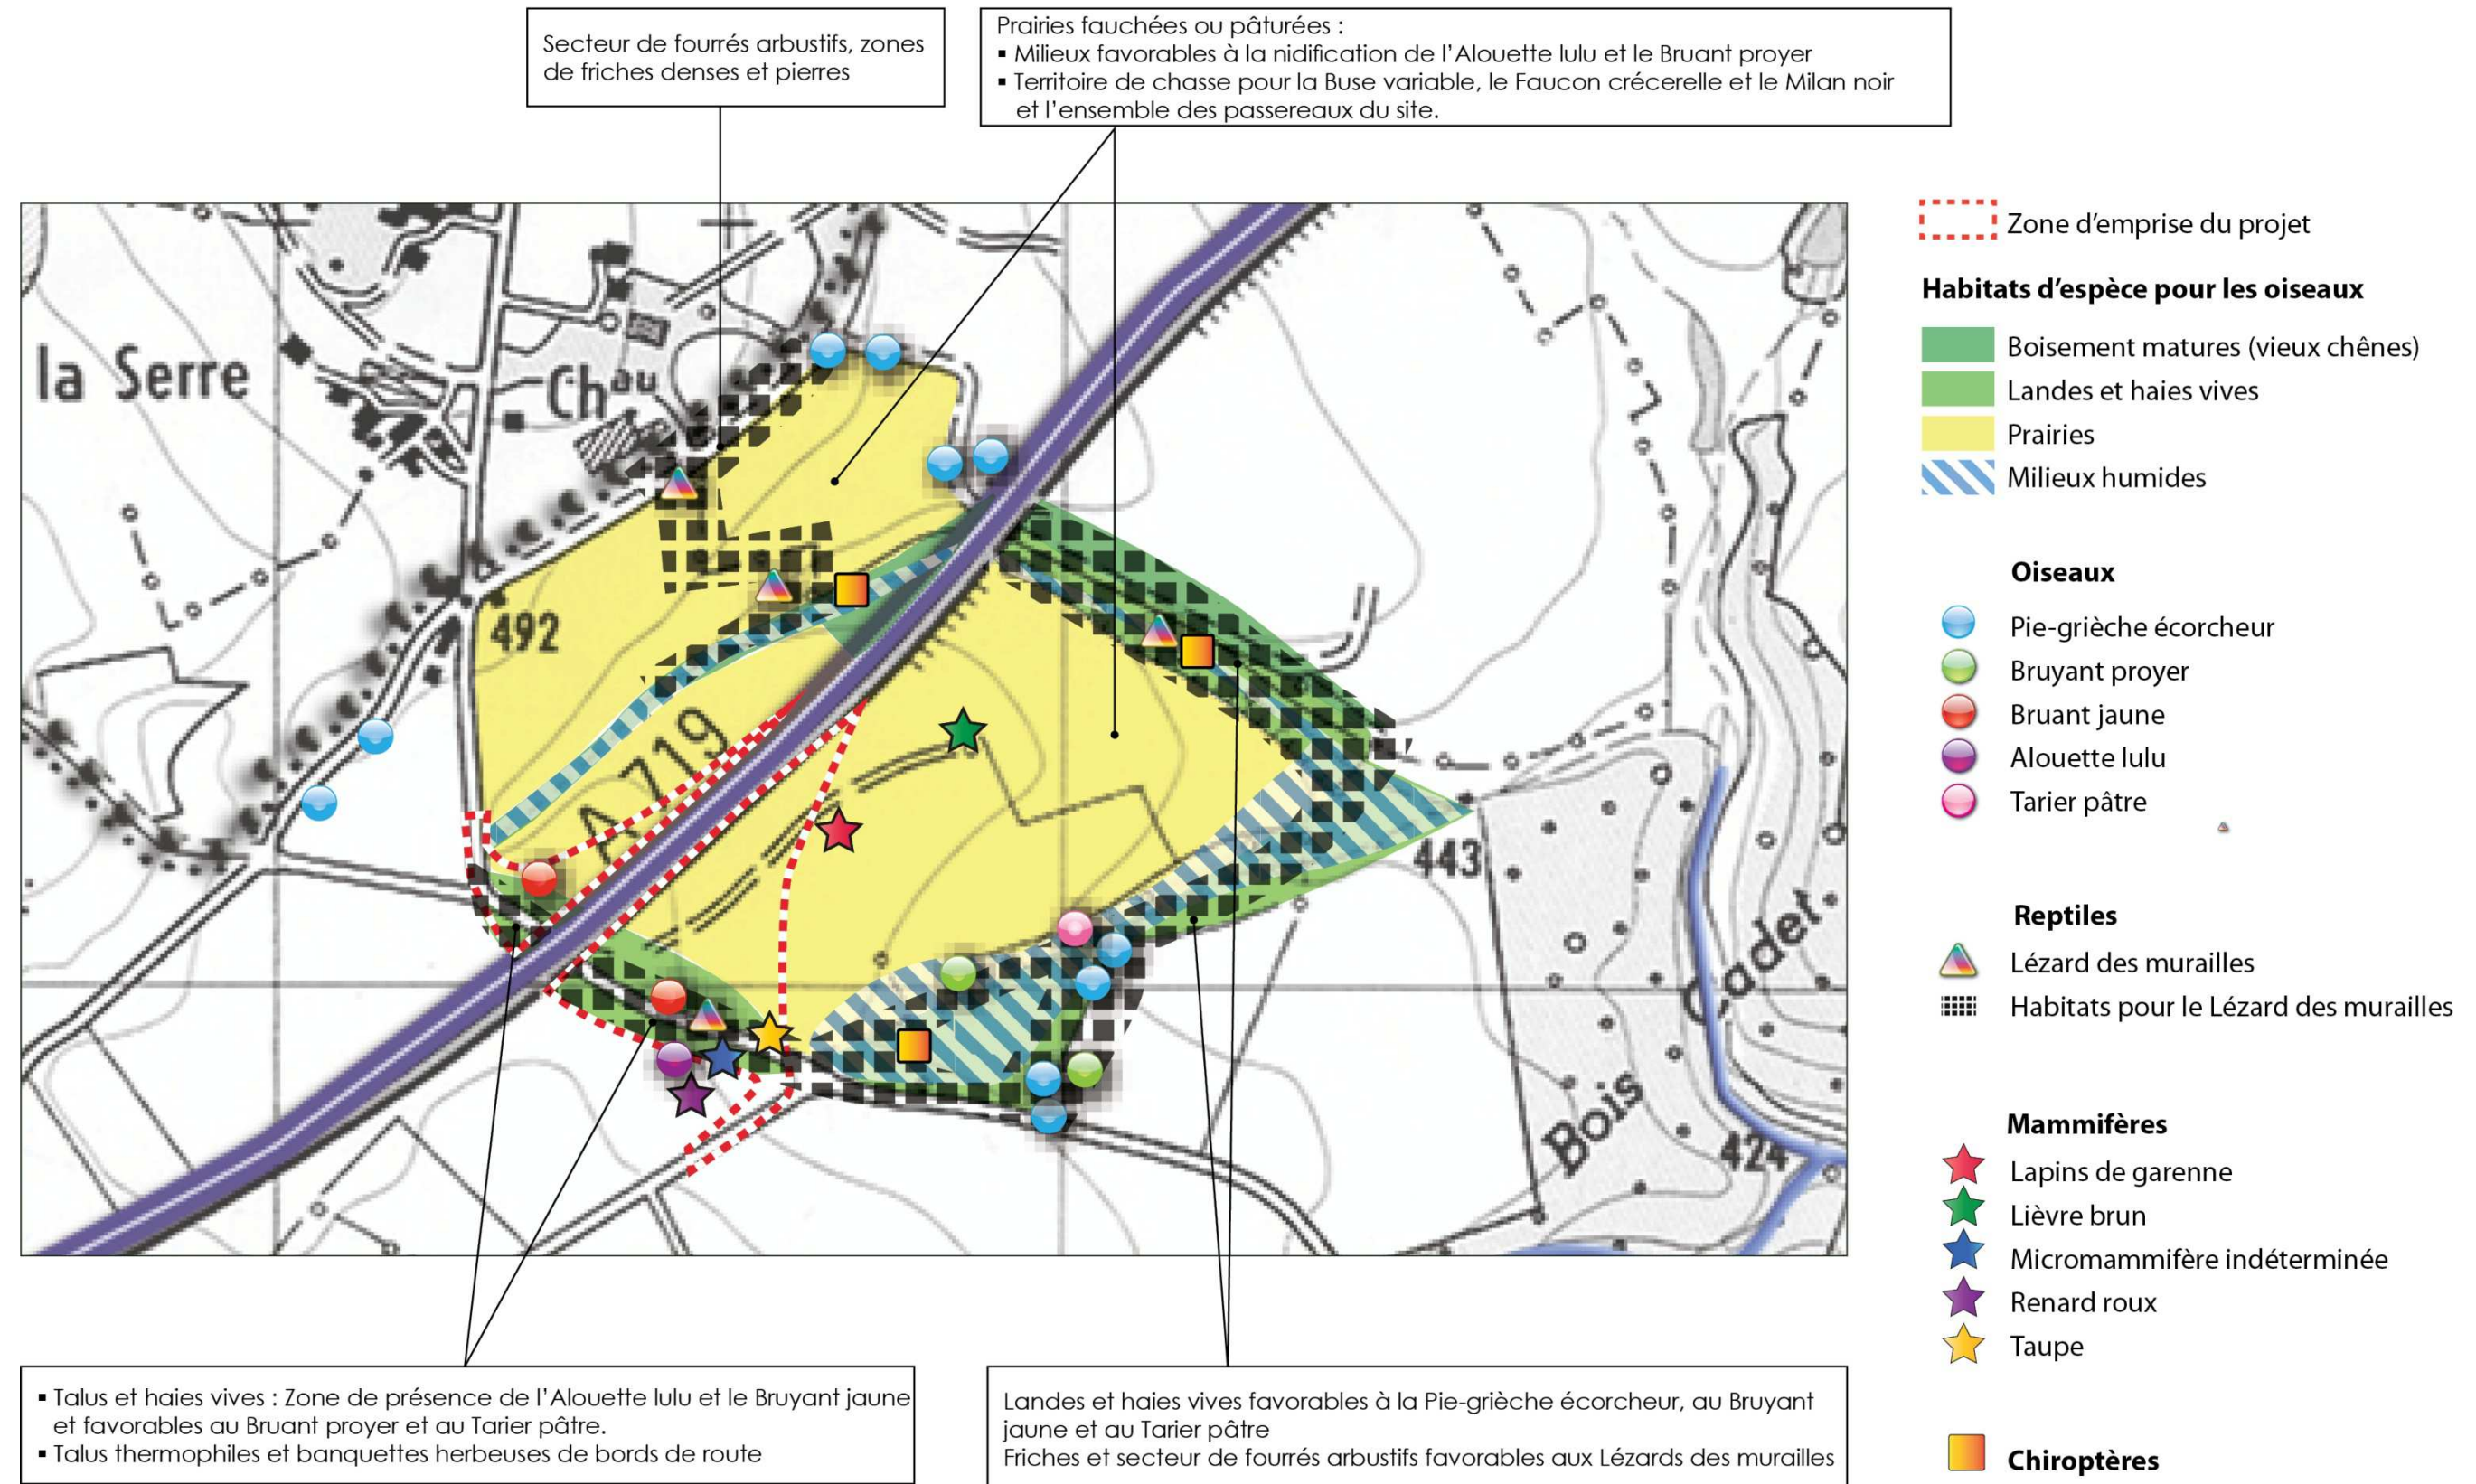 Secteur de fourrés arbustifs, zones
de friches denses et pierres
Prairies fauchées ou pâturées :
▪ Milieux favorables à la nidification de l'Alouette lulu et le Bruant proyer
▪ Territoire de chasse pour la Buse variable, le Faucon crécerelle et le Milan noir
et l'ensemble des passereaux du site.
la Serre
Chau
492
A 719
443
Cadet
Bois
424
Zone d'emprise du projet
Habitats d'espèce pour les oiseaux
Boisement matures (vieux chênes)
Landes et haies vives
Prairies
Milieux humides
Oiseaux
Pie-grièche écorcheur
Bruyant proyer
Bruant jaune
Alouette lulu
Tarier pâtre
Reptiles
Lézard des murailles
Habitats pour le Lézard des murailles
Mammifères
Lapins de garenne
Lièvre brun
Micromammifère indéterminée
Renard roux
Taupe
Chiroptères
▪ Talus et haies vives : Zone de présence de l'Alouette lulu et le Bruyant jaune
et favorables au Bruant proyer et au Tarier pâtre.
▪ Talus thermophiles et banquettes herbeuses de bords de route
Landes et haies vives favorables à la Pie-grièche écorcheur, au Bruyant
jaune et au Tarier pâtre
Friches et secteur de fourrés arbustifs favorables aux Lézards des murailles